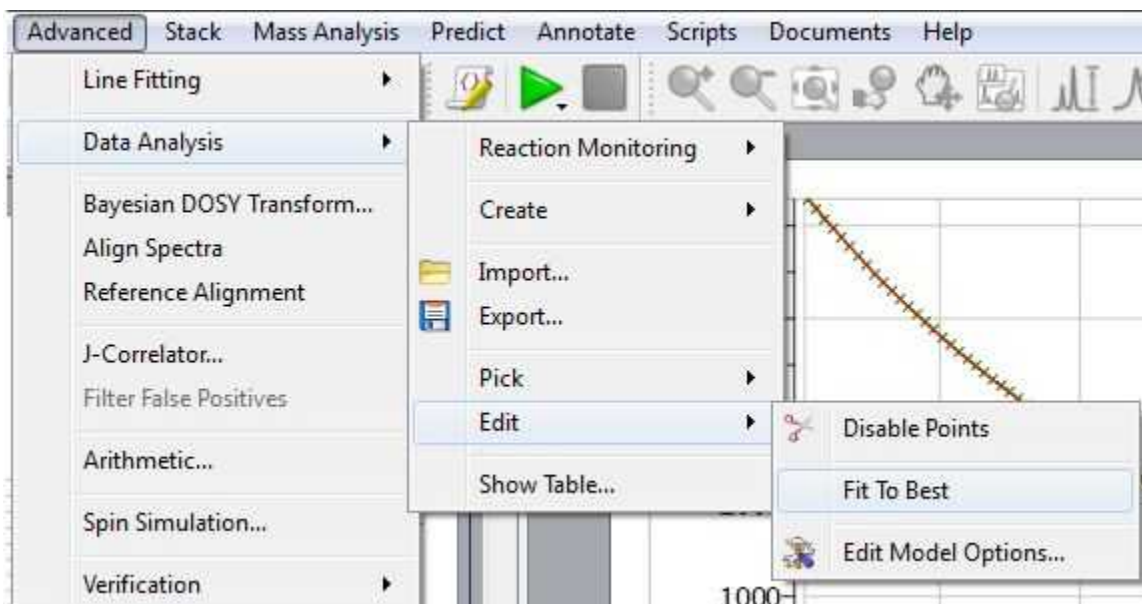 Advanced Stack Mass Analysis Predict Annotate Scripts Documents Help
Line Fitting
Data Analysis
Bayesian DOSY Transform...
Align Spectra
Reference Alignment
J-Correlator...
Filter False Positives
Arithmetic...
Spin Simulation...
Verification
Reaction Monitoring
Create
Import...
Export...
Pick
Edit
Show Table...
Disable Points
Fit To Best
Edit Model Options...
1000